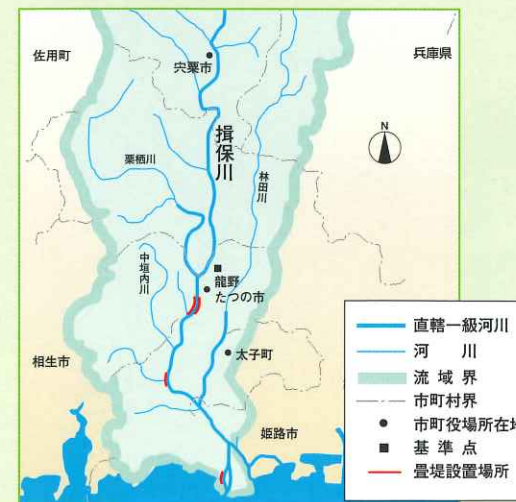 佐用町
兵庫県
宍粟市
N
揖保川
栗栖川
林田川
中垣内川
龍野
たつの市
太子町
相生市
姫路市
直轄一級河川
河　川
流域界
市町村界
市町役場所在地
基準点
畳堤設置場所